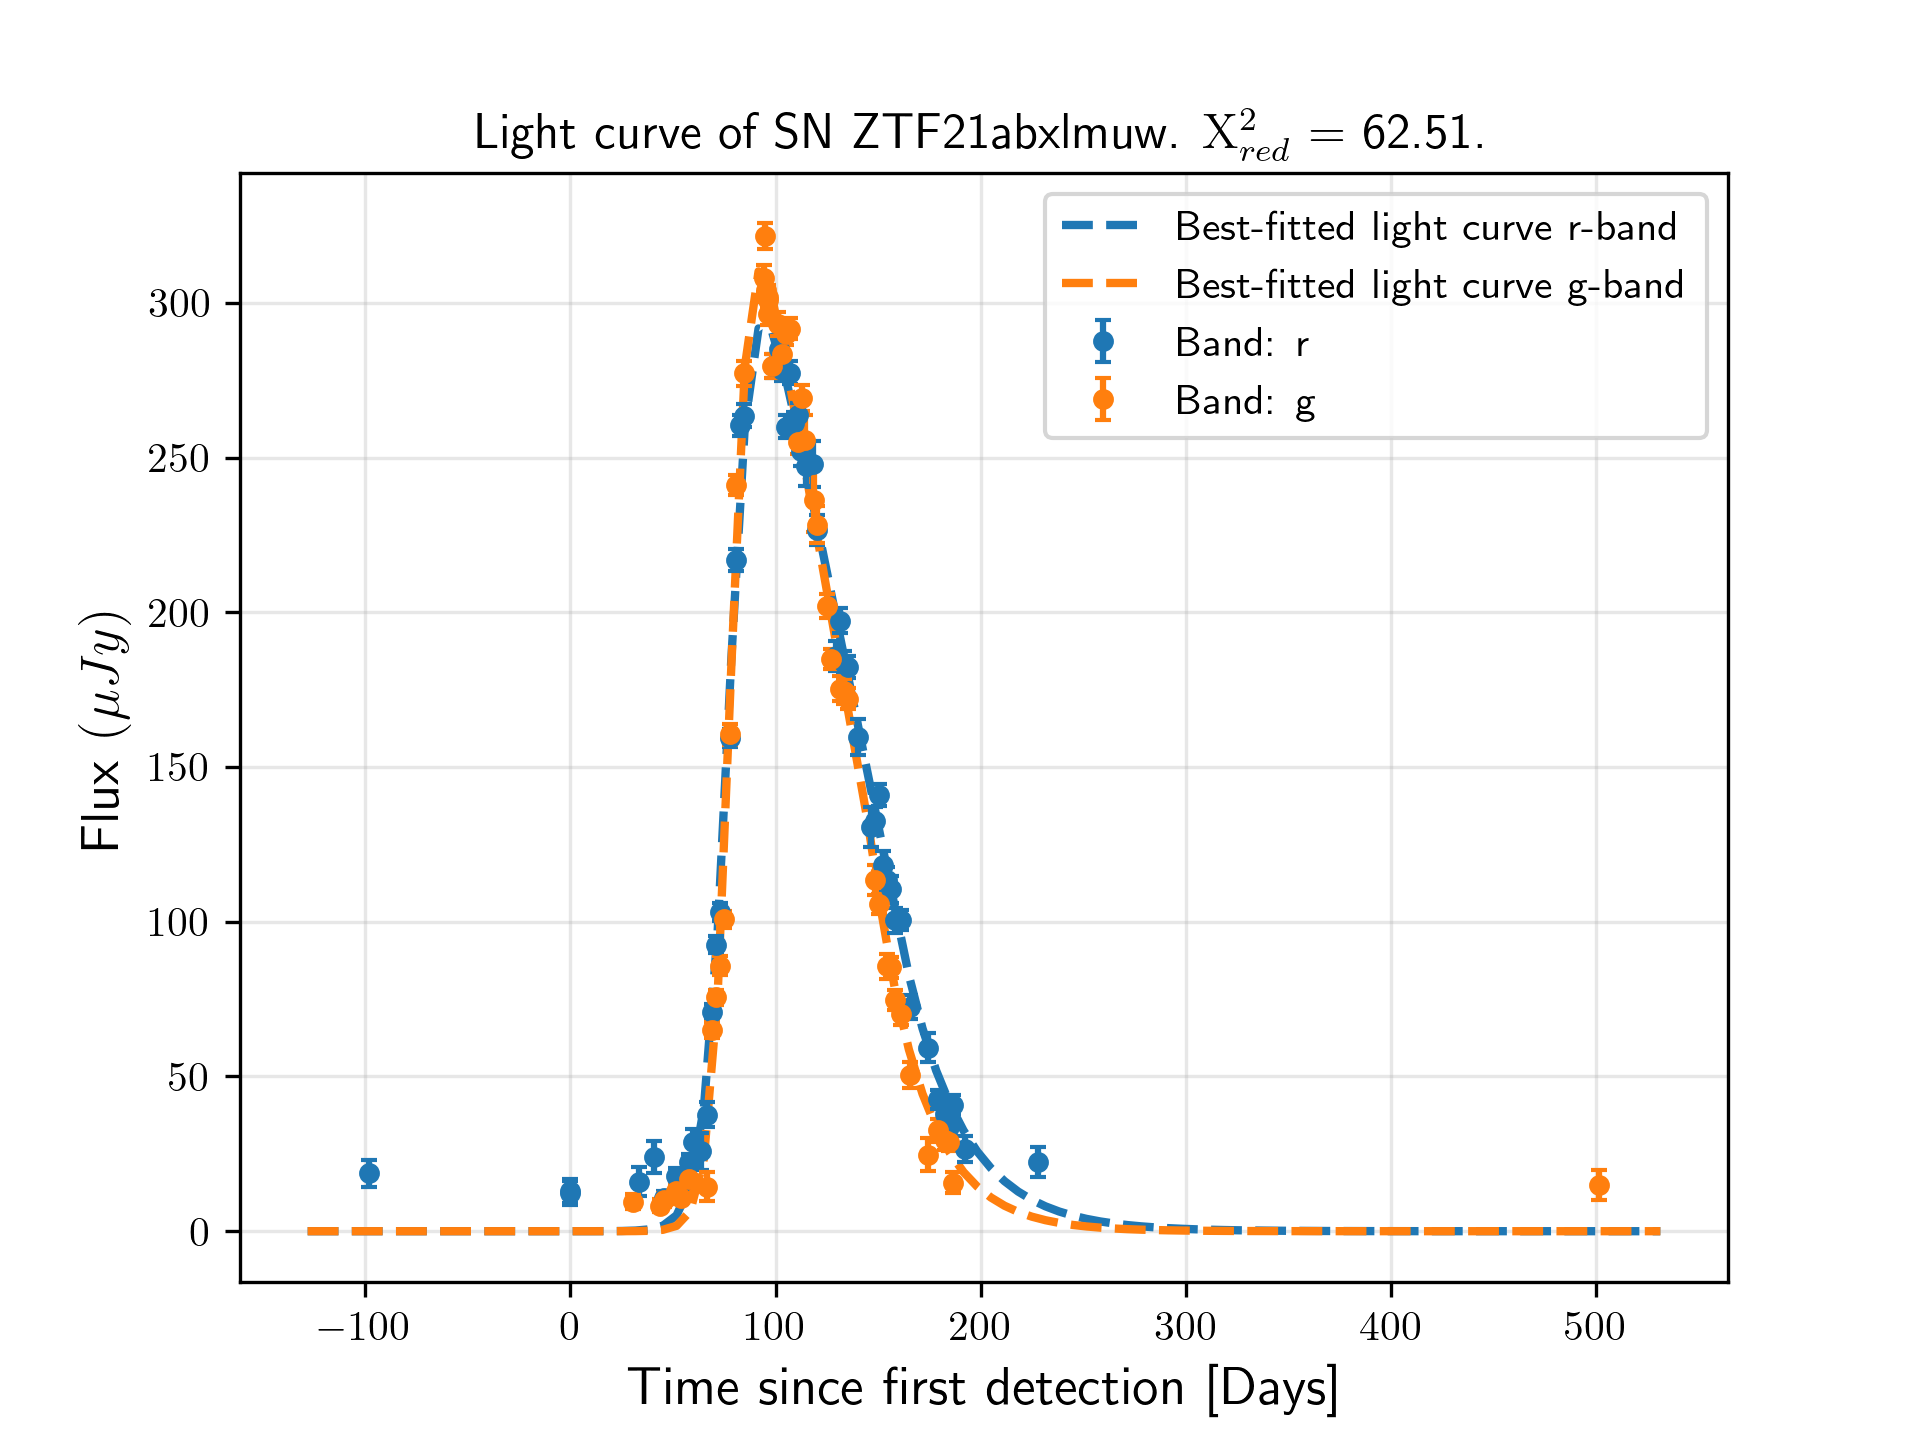 Light curve of SN ZTF21abxlmuw. X²_red = 62.51.
Best-fitted light curve r-band
Best-fitted light curve g-band
Band: r
Band: g
Flux (μJy)
300
250
200
150
100
50
0
−100 0 100 200 300 400 500
Time since first detection [Days]